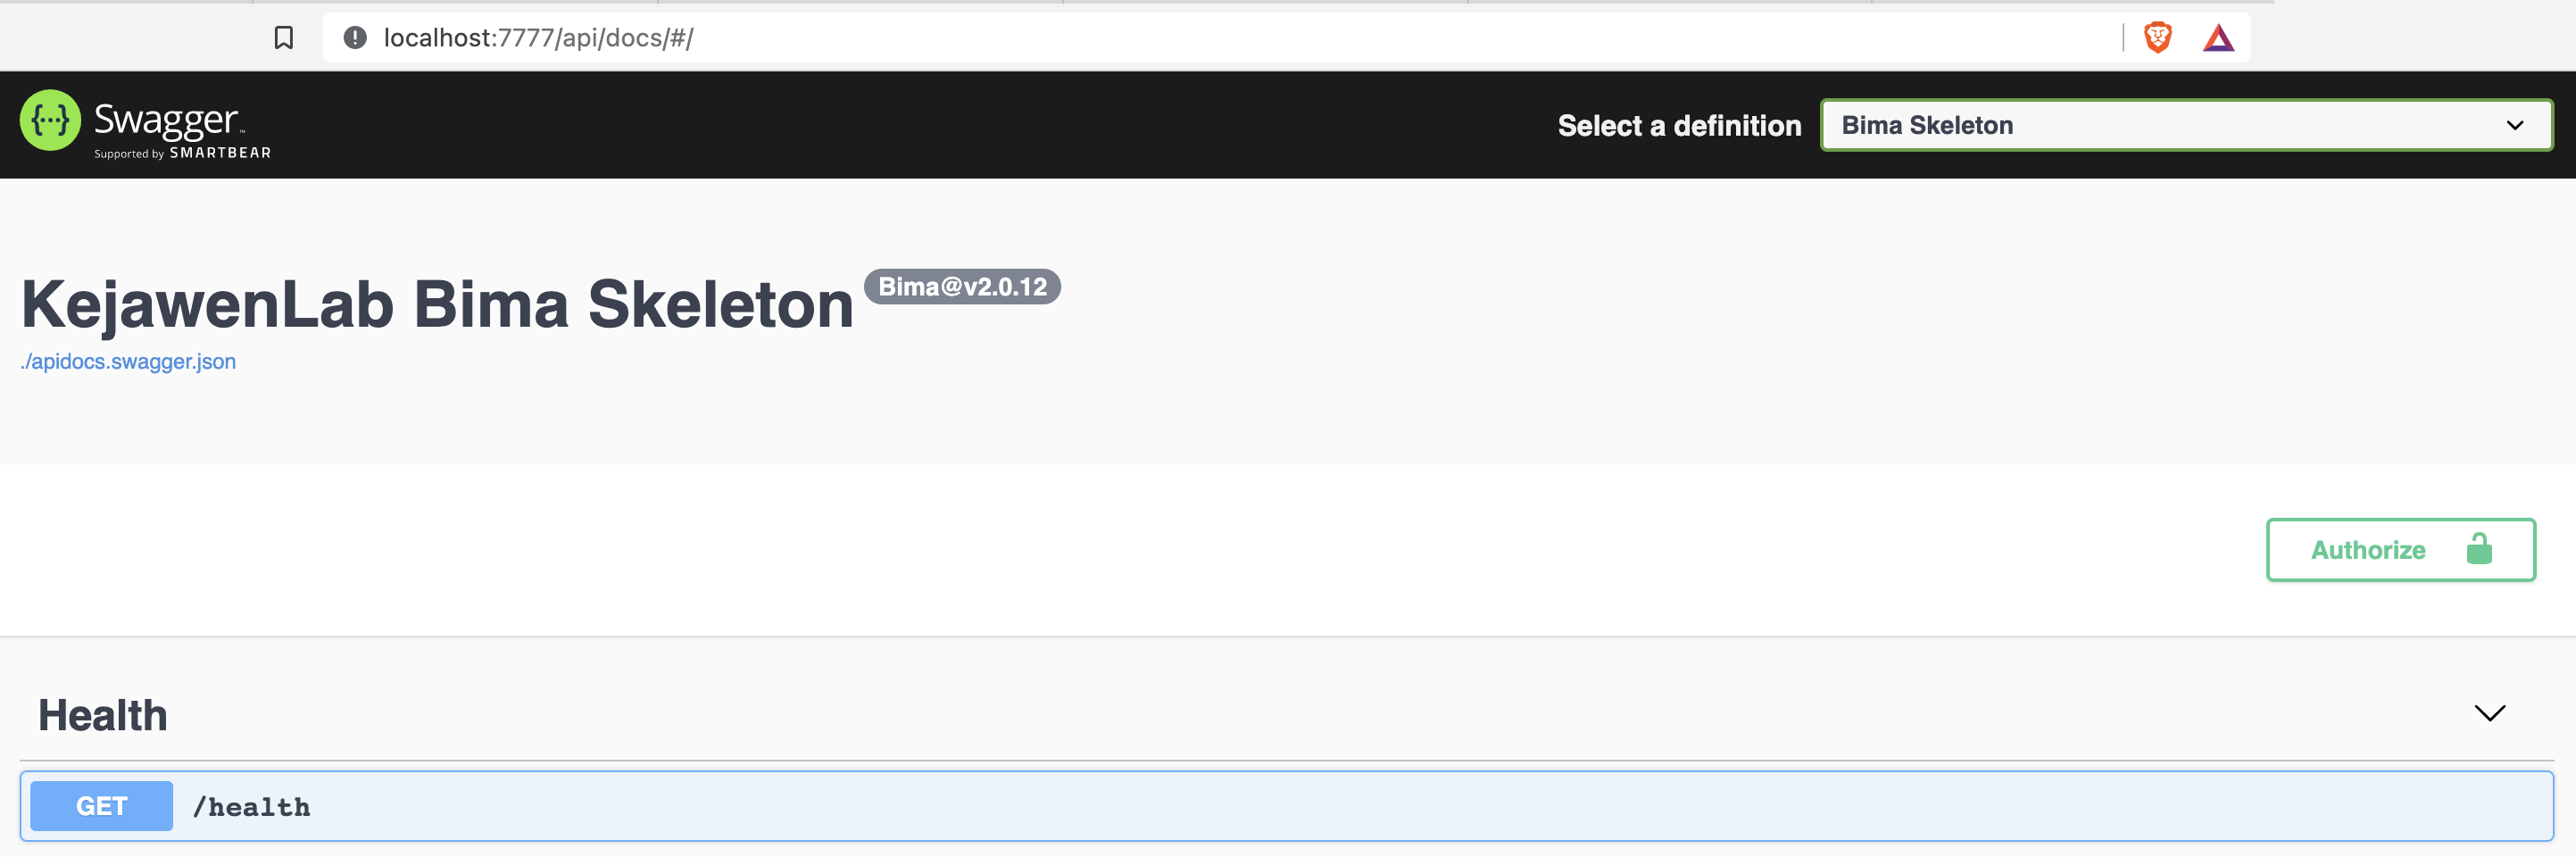 localhost:7777/api/docs/#/
{···} Swagger™
Supported by SMARTBEAR
Select a definition
Bima Skeleton
KejawenLab Bima Skeleton Bima@v2.0.12
./apidocs.swagger.json
Authorize
Health
GET /health